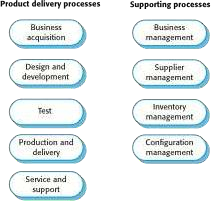 Product delivery processes
Business
acquisition
Design and
development
Test
Production and
delivery
Service and
support
Supporting processes
Business
management
Supplier
management
Inventory
management
Configuration
management